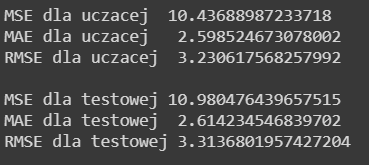 MSE dla uczacej 10.43688987233718
MAE dla uczacej 2.598524673078002
RMSE dla uczacej 3.230617568257992
MSE dla testowej 10.980476439657515
MAE dla testowej 2.614234546839702
RMSE dla testowej 3.3136801957427204